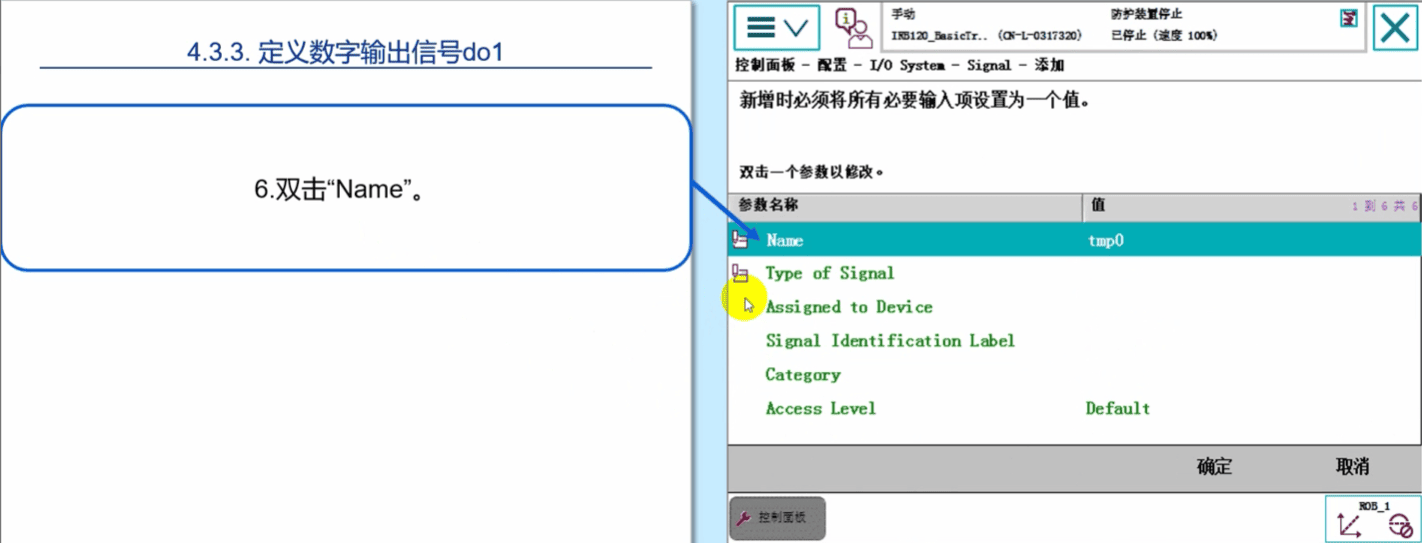 4.3.3. 定义数字输出信号do1
6.双击“Name”。
手动
防护装置停止
IRB120_BasicTr.. (CN-L-0317320)
已停止 (速度 100%)
控制面板 - 配置 - I/O System - Signal - 添加
新增时必须将所有必要输入项设置为一个值。
双击一个参数以修改。
参数名称 值 1 到 6 共 6
Name tmp0
Type of Signal
Assigned to Device
Signal Identification Label
Category
Access Level Default
确定 取消
控制面板
ROB_1